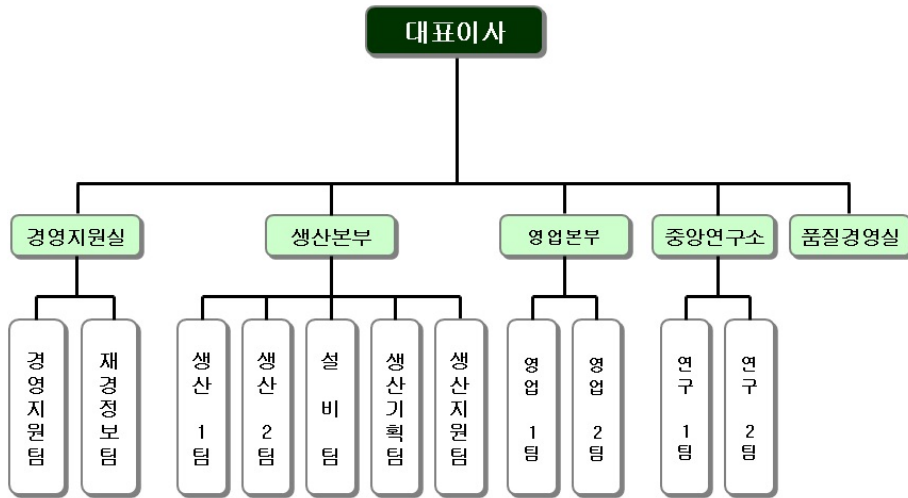 대표이사
경영지원실
생산본부
영업본부
중앙연구소
품질경영실
경영지원팀
재경정보팀
생산 1팀
생산 2팀
설비팀
생산기획팀
생산지원팀
영업 1팀
영업 2팀
연구 1팀
연구 2팀